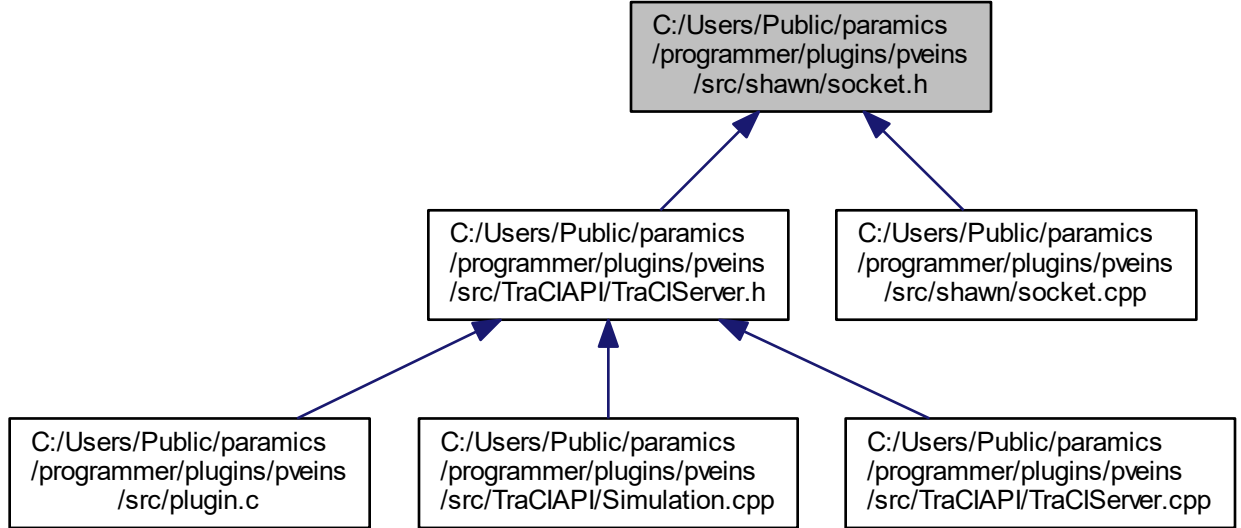 C:/Users/Public/paramics
/programmer/plugins/pveins
/src/shawn/socket.h
C:/Users/Public/paramics
/programmer/plugins/pveins
/src/TraCIAPI/TraCIServer.h
C:/Users/Public/paramics
/programmer/plugins/pveins
/src/shawn/socket.cpp
C:/Users/Public/paramics
/programmer/plugins/pveins
/src/plugin.c
C:/Users/Public/paramics
/programmer/plugins/pveins
/src/TraCIAPI/Simulation.cpp
C:/Users/Public/paramics
/programmer/plugins/pveins
/src/TraCIAPI/TraCIServer.cpp